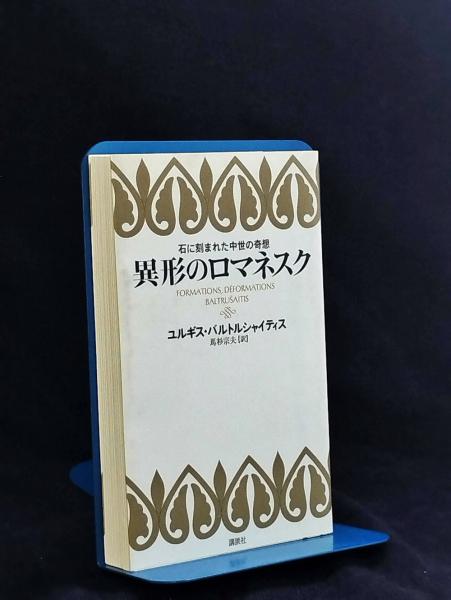 石に刻まれた中世の奇想
異形のロマネスク
FORMATIONS, DÉFORMATIONS
BALTRUŠAITIS
ユルギス・バルトルシャイティス
馬杉宗夫［訳］
講談社